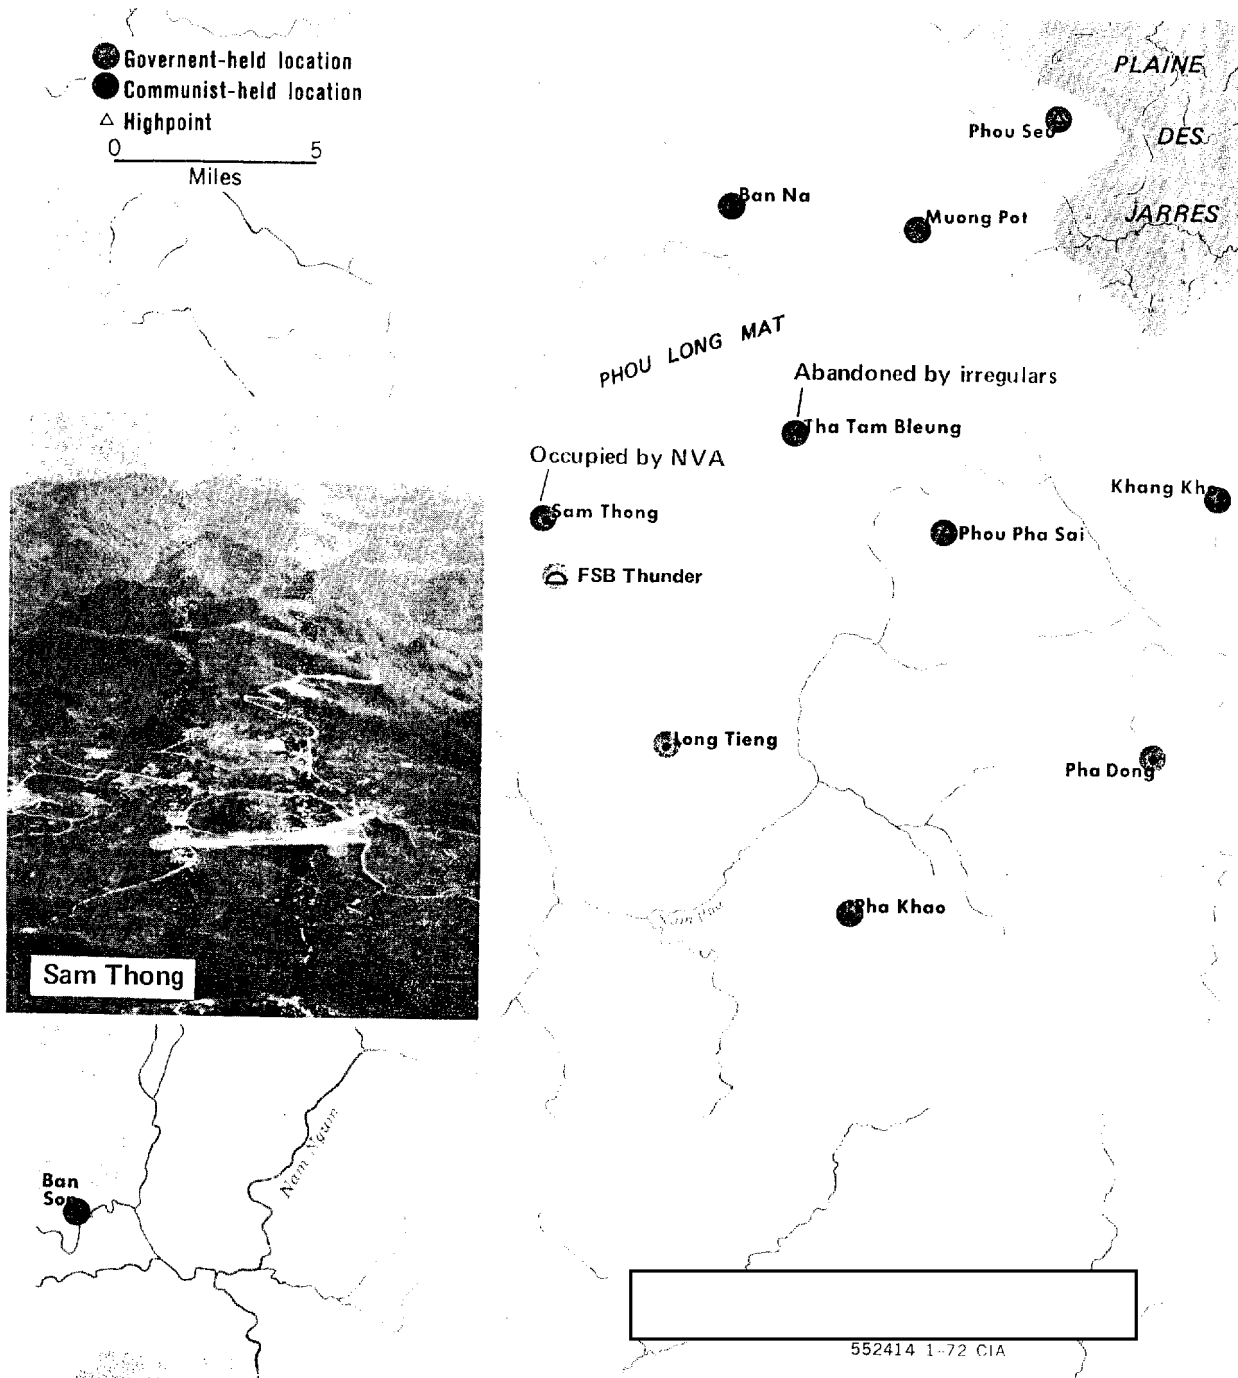 Governent-held location
Communist-held location
Highpoint
0 5
Miles
PLAINE
DES
JARRES
Phou Seu
Ban Na
Muong Pot
PHOU LONG MAT
Abandoned by irregulars
Tha Tam Bleung
Occupied by NVA
Sam Thong
Khang Kho
Phou Pha Sai
FSB Thunder
Long Tieng
Pha Dong
Pha Khao
Sam Thong
Nam Ngum
Ban
Son
552414 1-72 CIA